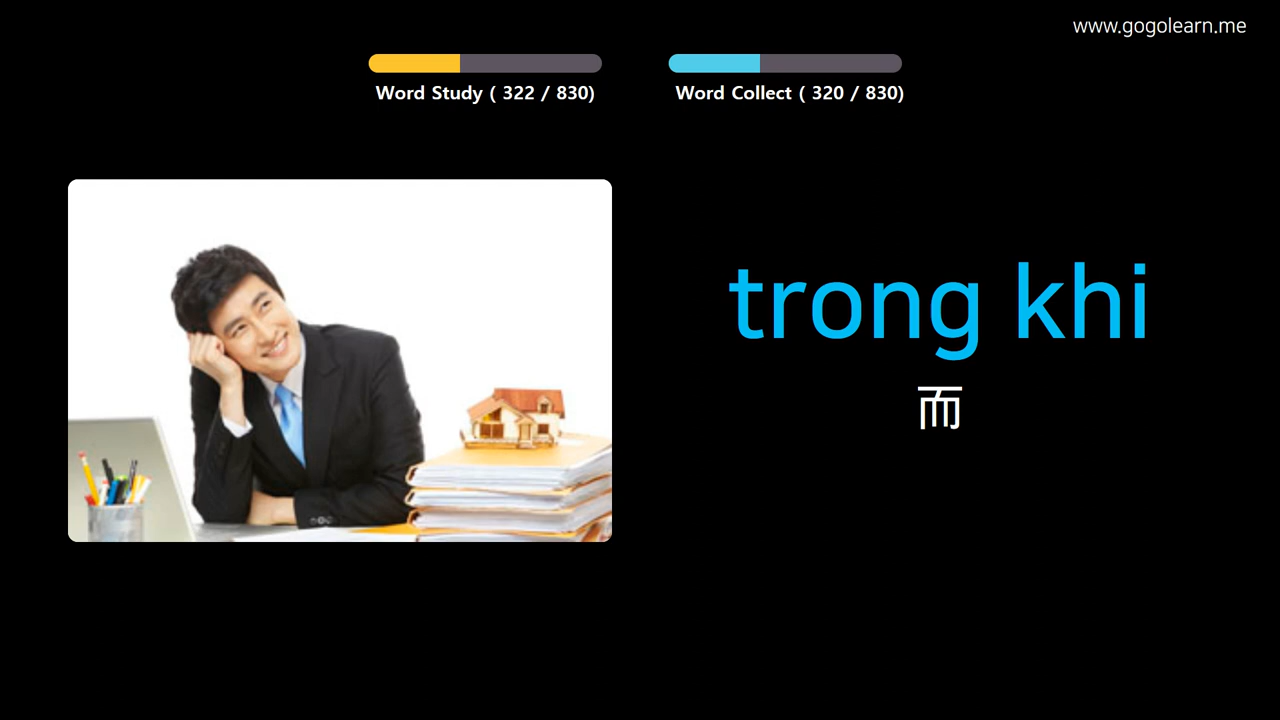 www.gogolearn.me
Word Study ( 322 / 830)
Word Collect ( 320 / 830)
trong khi
而